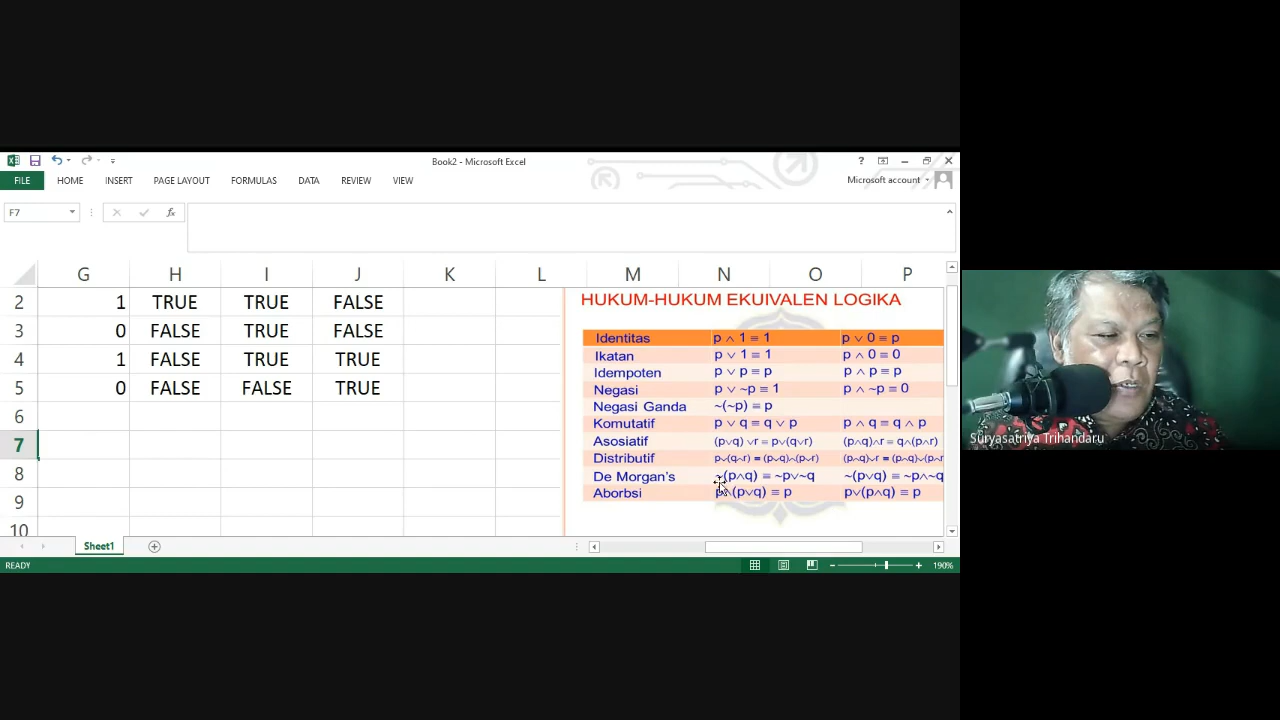 Book2 - Microsoft Excel
?
FILE HOME INSERT PAGE LAYOUT FORMULAS DATA REVIEW VIEW
Microsoft account
F7
fx
G H I J K L M N O P
2 1 TRUE TRUE FALSE
3 0 FALSE TRUE FALSE
4 1 FALSE TRUE TRUE
5 0 FALSE FALSE TRUE
6
7
8
9
10
HUKUM-HUKUM EKUIVALEN LOGIKA
Identitas p ∧ 1 ≡ 1 p ∨ 0 ≡ p
Ikatan p ∨ 1 ≡ 1 p ∧ 0 ≡ 0
Idempoten p ∨ p ≡ p p ∧ p ≡ p
Negasi p ∨ ~p ≡ 1 p ∧ ~p ≡ 0
Negasi Ganda ~(~p) ≡ p
Komutatif p ∨ q ≡ q ∨ p p ∧ q ≡ q ∧ p
Asosiatif (p∨q) ∨r ≡ p∨(q∨r) (p∧q)∧r ≡ q∧(p∧r)
Distributif p∨(q∧r) ≡ (p∨q)∧(p∨r) (p∧q)∨r ≡ (p∧q)∨(p∧r
De Morgan's ~(p∧q) ≡ ~p∨~q ~(p∨q) ≡ ~p∧~q
Aborbsi p∧(p∨q) ≡ p p∨(p∧q) ≡ p
Sheet1
READY
190%
Suryasatriya Trihandaru